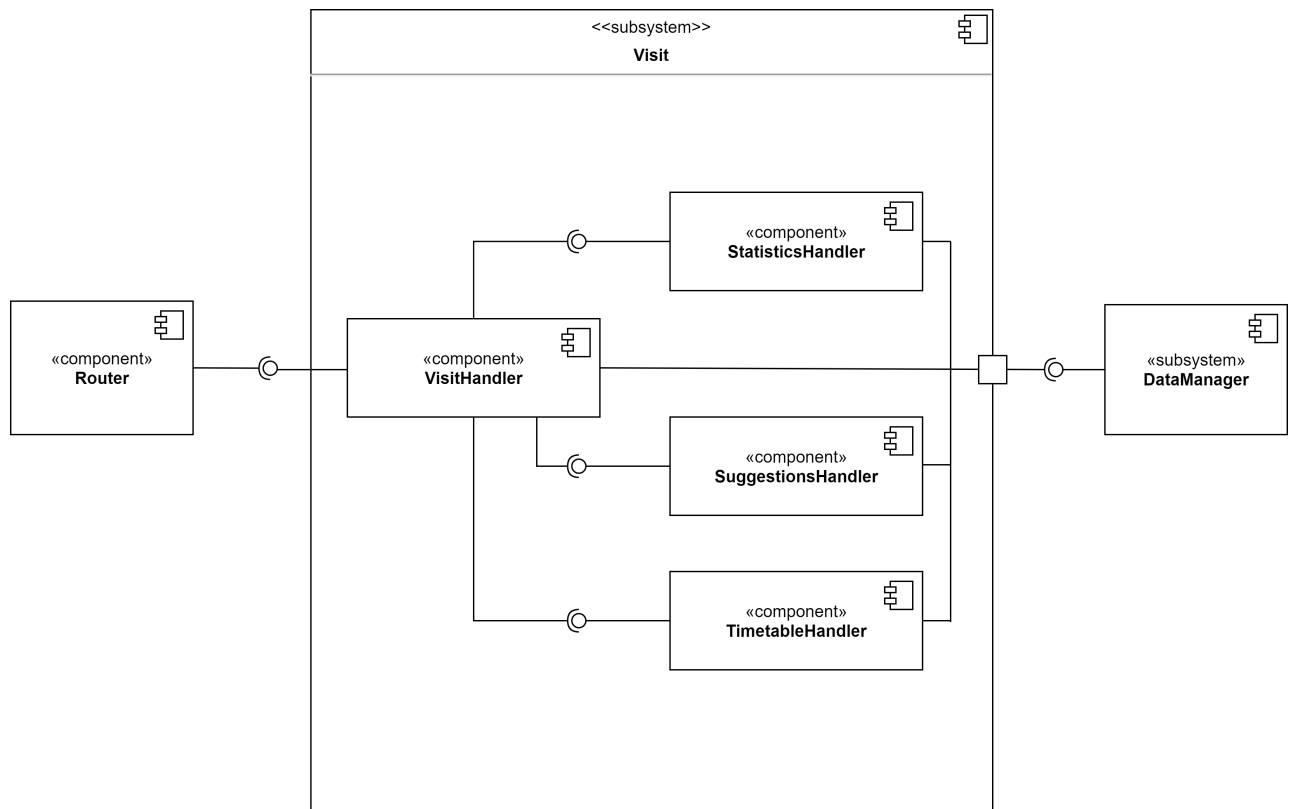 <<subsystem>>
Visit
«component»
StatisticsHandler
«component»
Router
«component»
VisitHandler
«subsystem»
DataManager
«component»
SuggestionsHandler
«component»
TimetableHandler